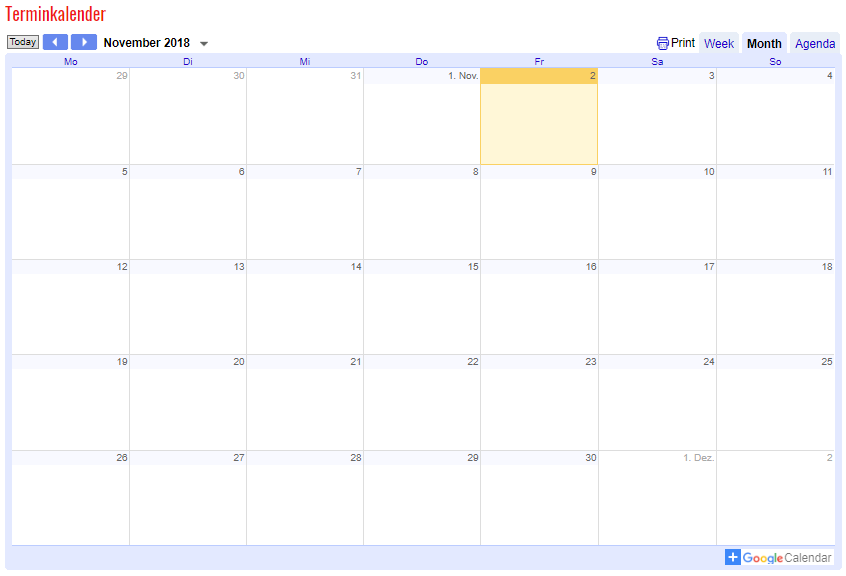 Terminkalender
Today November 2018 Print Week Month Agenda
Mo Di Mi Do Fr Sa So
29 30 31 1. Nov. 2 3 4
5 6 7 8 9 10 11
12 13 14 15 16 17 18
19 20 21 22 23 24 25
26 27 28 29 30 1. Dez. 2
Google Calendar